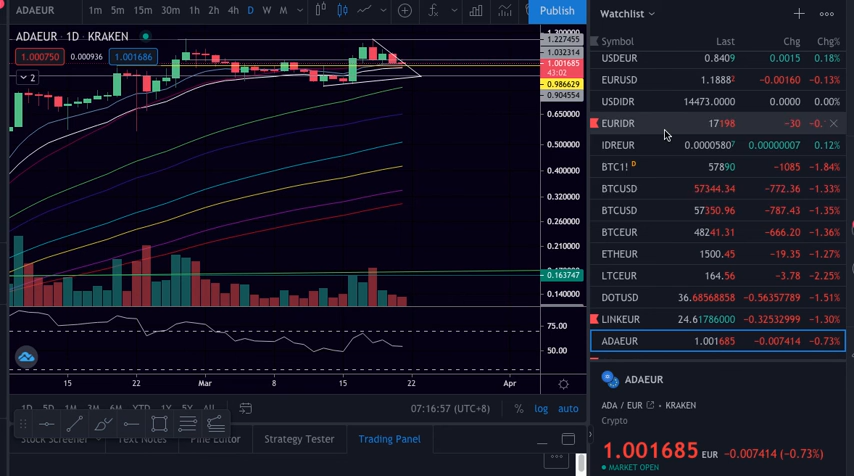 ADAEUR 1m 5m 15m 30m 1h 2h 4h D W M Publish
ADAEUR · 1D · KRAKEN
1.000750 0.000936 1.001686
2
1.227455
1.032314
1.001685
43:02
0.986629
0.904554
0.650000
0.500000
0.400000
0.320000
0.260000
0.210000
0.163747
0.140000
75.00
50.00
15 22 Mar 8 15 22 Apr
1D 5D 1M 3M 6M YTD 1Y 5Y All 07:16:57 (UTC+8) % log auto
Stock Screener Text Notes Pine Editor Strategy Tester Trading Panel
Watchlist
Symbol Last Chg Chg%
USDEUR 0.8409 0.0015 0.18%
EURUSD 1.18882 −0.00160 −0.13%
USDIDR 14473.0000 0.0000 0.00%
EURIDR 17198 −30 −0.
IDREUR 0.00005807 0.00000007 0.12%
BTC1! D 57890 −1085 −1.84%
BTCUSD 57344.34 −772.36 −1.33%
BTCUSD 57350.96 −787.43 −1.35%
BTCEUR 48241.31 −666.20 −1.36%
ETHEUR 1500.45 −19.35 −1.27%
LTCEUR 164.56 −3.78 −2.25%
DOTUSD 36.68568858 −0.56357789 −1.51%
LINKEUR 24.61786000 −0.32532999 −1.30%
ADAEUR 1.001685 −0.007414 −0.73%
ADAEUR
ADA / EUR · KRAKEN
Crypto
1.001685 EUR −0.007414 (−0.73%)
MARKET OPEN